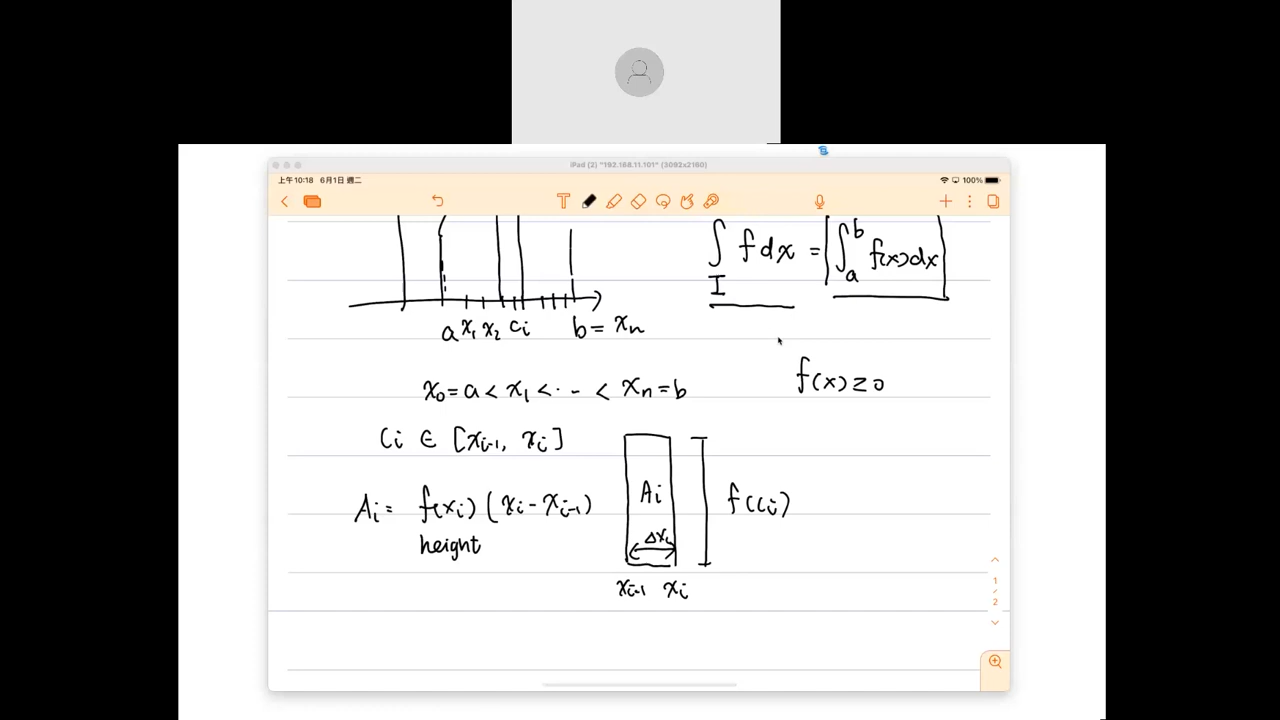 iPad (2) "192.168.11.101" (3092x2160)
上午10:18 6月1日 週二 100%
T
∫_I f dx = |∫_a^b f(x) dx|
a x₁ x₂ cᵢ b = xₙ
f(x) ≥ 0
x₀ = a < x₁ < ·· - < xₙ = b
cᵢ ∈ [xᵢ₋₁, xᵢ]
Aᵢ = f(xᵢ) (xᵢ - xᵢ₋₁) Aᵢ f(cᵢ)
height Δxᵢ
xᵢ₋₁ xᵢ
1
2